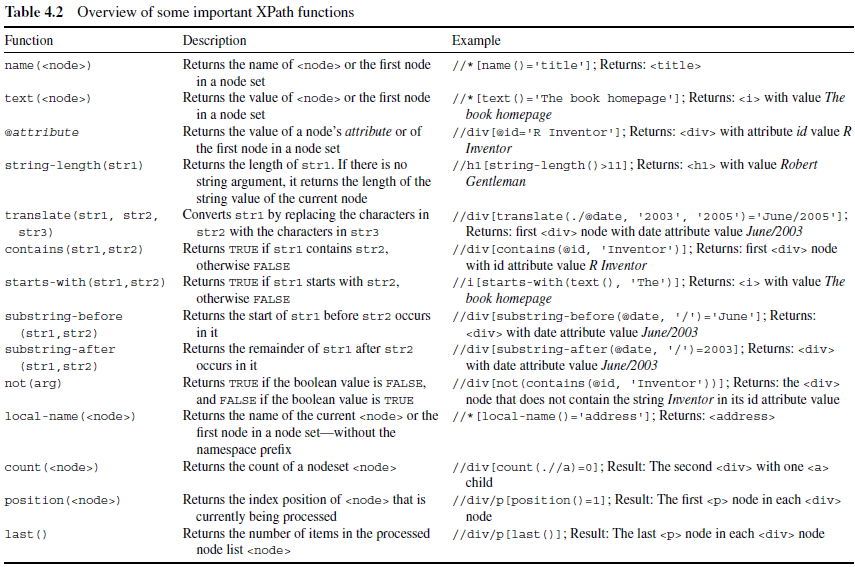 Table 4.2 Overview of some important XPath functions
Function Description Example
name(<node>) Returns the name of <node> or the first node //*[name()='title']; Returns: <title>
in a node set
text(<node>) Returns the value of <node> or the first node //*[text()='The book homepage']; Returns: <i> with value The
in a node set book homepage
@attribute Returns the value of a node's attribute or of //div[@id='R Inventor']; Returns: <div> with attribute id value R
the first node in a node set Inventor
string-length(str1) Returns the length of str1. If there is no //h1[string-length()>11]; Returns: <h1> with value Robert
string argument, it returns the length of the Gentleman
string value of the current node
translate(str1, str2, Converts str1 by replacing the characters in //div[translate(./@date, '2003', '2005')='June/2005'];
str3) str2 with the characters in str3 Returns: first <div> node with date attribute value June/2003
contains(str1,str2) Returns TRUE if str1 contains str2, //div[contains(@id, 'Inventor')]; Returns: first <div> node
otherwise FALSE with id attribute value R Inventor
starts-with(str1,str2) Returns TRUE if str1 starts with str2, //i[starts-with(text(), 'The')]; Returns: <i> with value The
otherwise FALSE book homepage
substring-before Returns the start of str1 before str2 occurs //div[substring-before(@date, '/')='June']; Returns:
(str1,str2) in it <div> with date attribute value June/2003
substring-after Returns the remainder of str1 after str2 //div[substring-after(@date, '/')=2003]; Returns: <div>
(str1,str2) occurs in it with date attribute value June/2003
not(arg) Returns TRUE if the boolean value is FALSE, //div[not(contains(@id, 'Inventor'))]; Returns: the <div>
and FALSE if the boolean value is TRUE node that does not contain the string Inventor in its id attribute value
local-name(<node>) Returns the name of the current <node> or the //*[local-name()='address']; Returns: <address>
first node in a node set—without the
namespace prefix
count(<node>) Returns the count of a nodeset <node> //div[count(.//a)=0]; Result: The second <div> with one <a>
child
position(<node>) Returns the index position of <node> that is //div/p[position()=1]; Result: The first <p> node in each <div>
currently being processed node
last() Returns the number of items in the processed //div/p[last()]; Result: The last <p> node in each <div> node
node list <node>